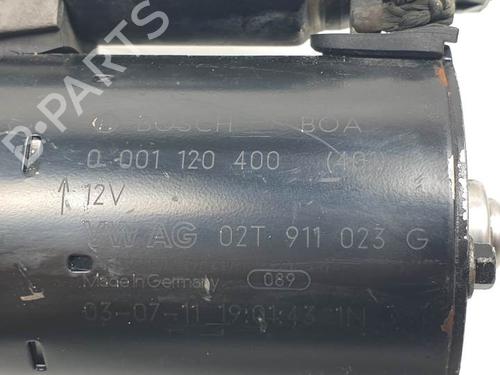 BOSCH BOA
0 001 120 400 (40)
↑ 12V
VW AG 02T 911 023 G
Made in Germany 089
03-07-11 19:01:43 1N
B-PARTS